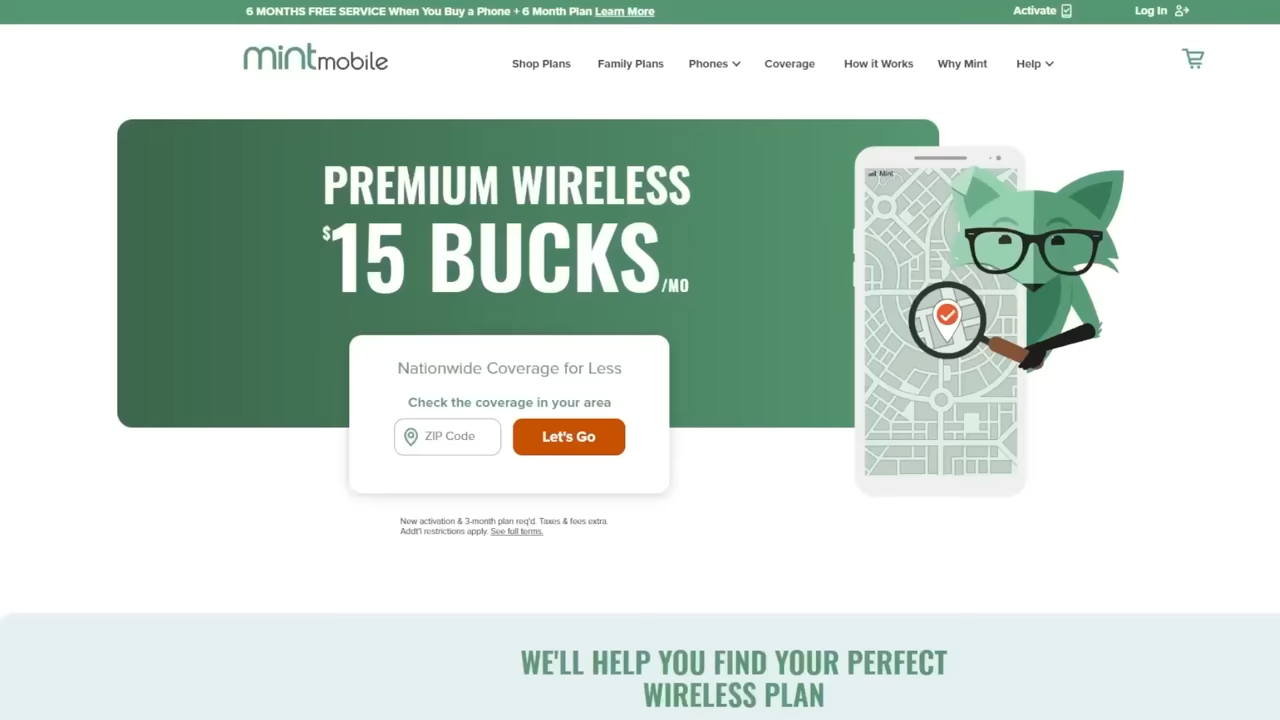 6 MONTHS FREE SERVICE When You Buy a Phone + 6 Month Plan Learn More
Activate
Log In
mintmobile
Shop Plans
Family Plans
Phones
Coverage
How it Works
Why Mint
Help
PREMIUM WIRELESS
$15 BUCKS/MO
Mint
Nationwide Coverage for Less
Check the coverage in your area
ZIP Code
Let's Go
New activation & 3-month plan req'd. Taxes & fees extra.
Addt'l restrictions apply. See full terms.
WE'LL HELP YOU FIND YOUR PERFECT
WIRELESS PLAN